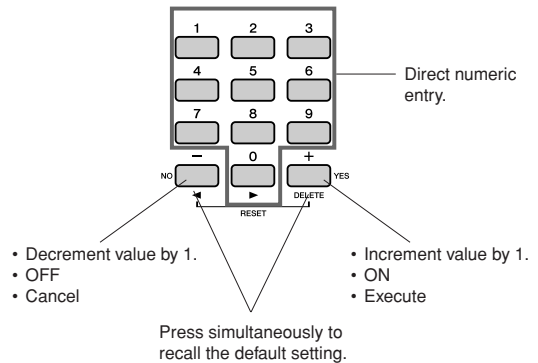 1 2 3
4 5 6
Direct numeric
entry.
7 8 9
− 0 +
NO YES
◄ ► DELETE
RESET
• Decrement value by 1.
• OFF
• Cancel
• Increment value by 1.
• ON
• Execute
Press simultaneously to
recall the default setting.